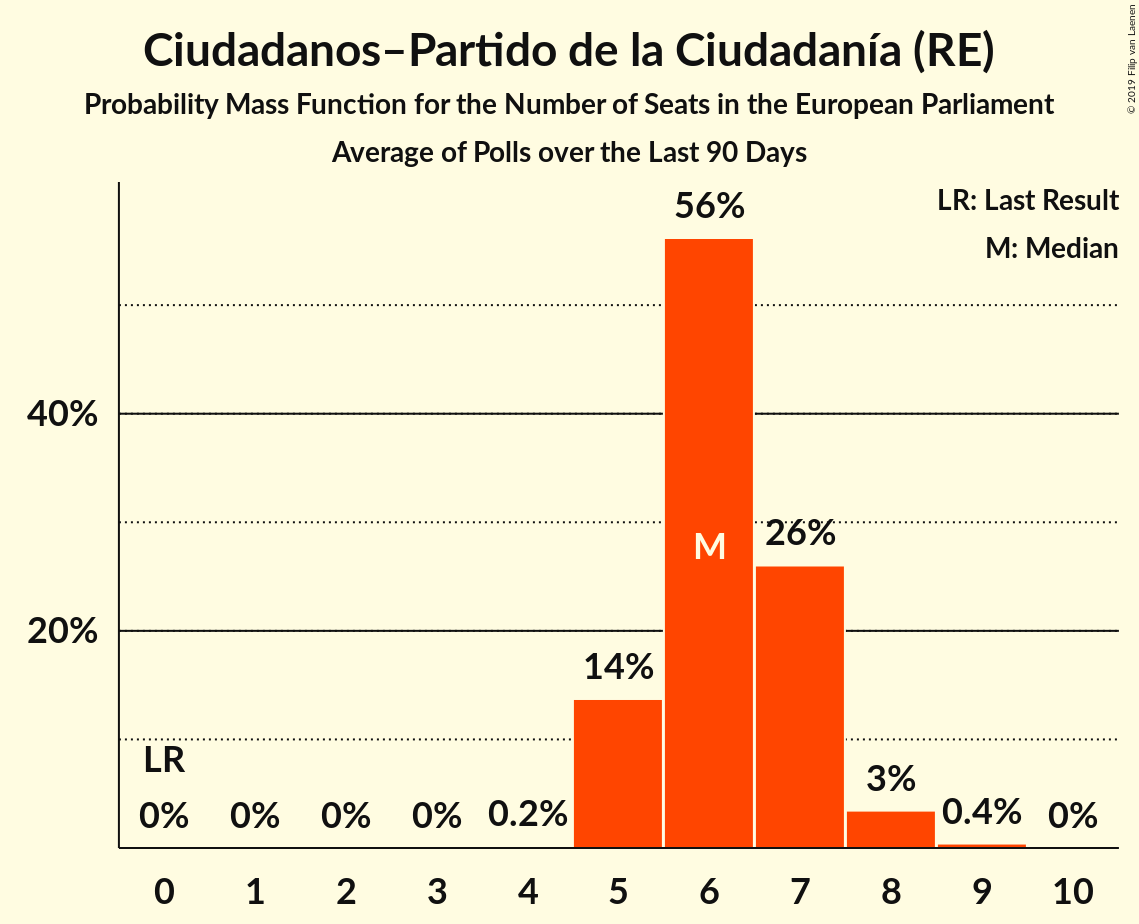 Ciudadanos–Partido de la Ciudadanía (RE)
Probability Mass Function for the Number of Seats in the European Parliament
Average of Polls over the Last 90 Days
© 2019 Filip van Laenen
LR: Last Result
M: Median
56%
40%
M
26%
20%
14%
LR
3%
0% 0% 0% 0% 0.2% 0.4% 0%
0 1 2 3 4 5 6 7 8 9 10